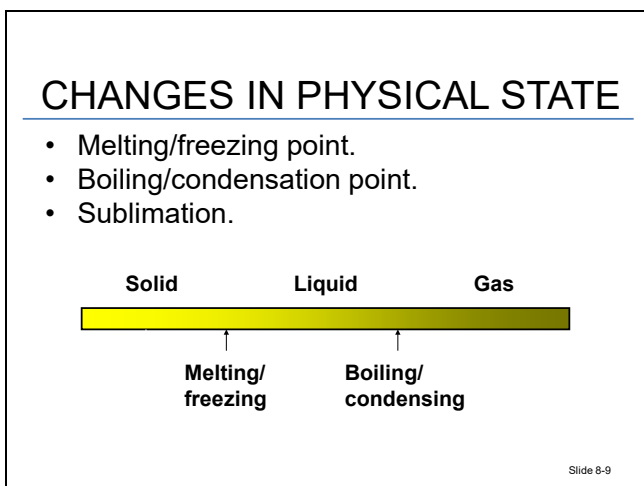 CHANGES IN PHYSICAL STATE
• Melting/freezing point.
• Boiling/condensation point.
• Sublimation.
Solid Liquid Gas
Melting/ Boiling/
freezing condensing
Slide 8-9